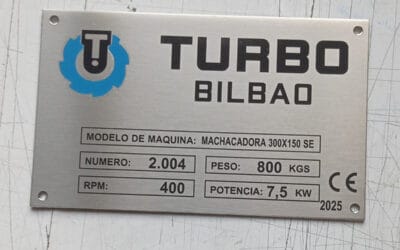 T
TURBO
BILBAO
MODELO DE MAQUINA: MACHACADORA 300X150 SE
NUMERO: 2.004 PESO: 800 KGS
RPM: 400 POTENCIA: 7,5 KW CE
2025